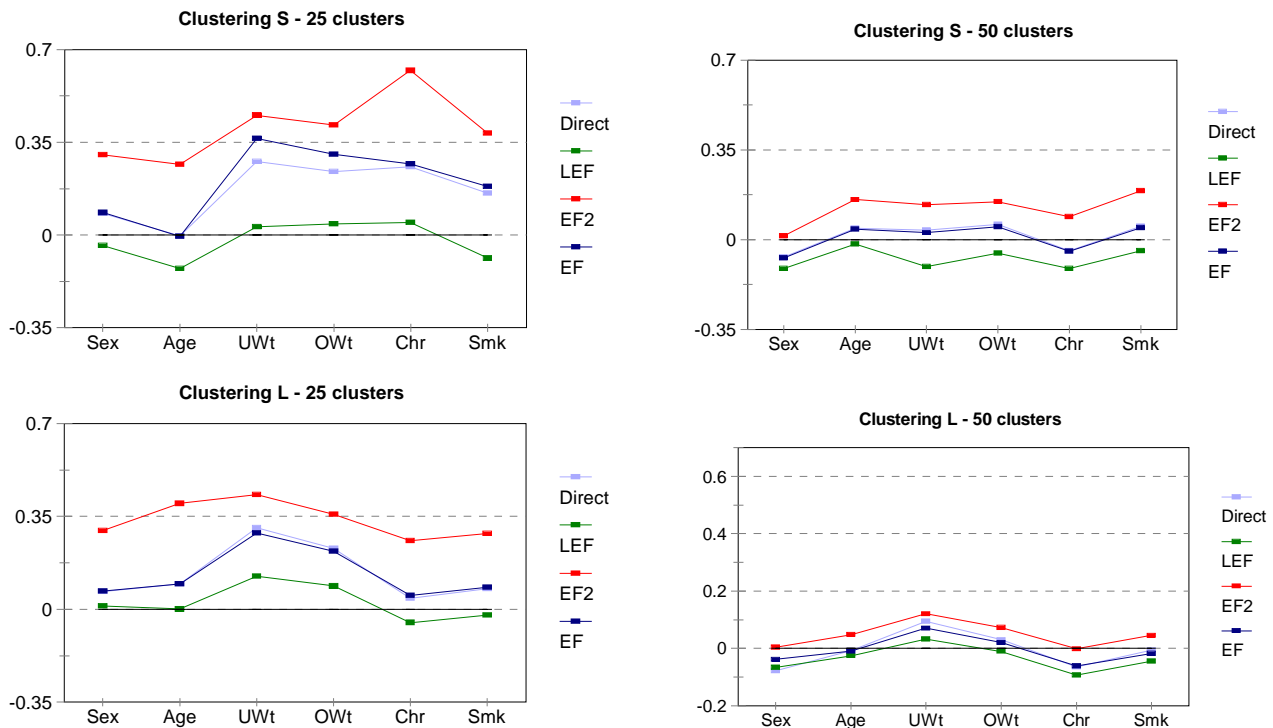 Clustering S - 25 clusters
0.7
0.35
0
-0.35
Sex Age UWt OWt Chr Smk
Direct
LEF
EF2
EF
Clustering S - 50 clusters
0.7
0.35
0
-0.35
Sex Age UWt OWt Chr Smk
Direct
LEF
EF2
EF
Clustering L - 25 clusters
0.7
0.35
0
-0.35
Sex Age UWt OWt Chr Smk
Direct
LEF
EF2
EF
Clustering L - 50 clusters
0.6
0.4
0.2
0
-0.2
Sex Age UWt OWt Chr Smk
Direct
LEF
EF2
EF